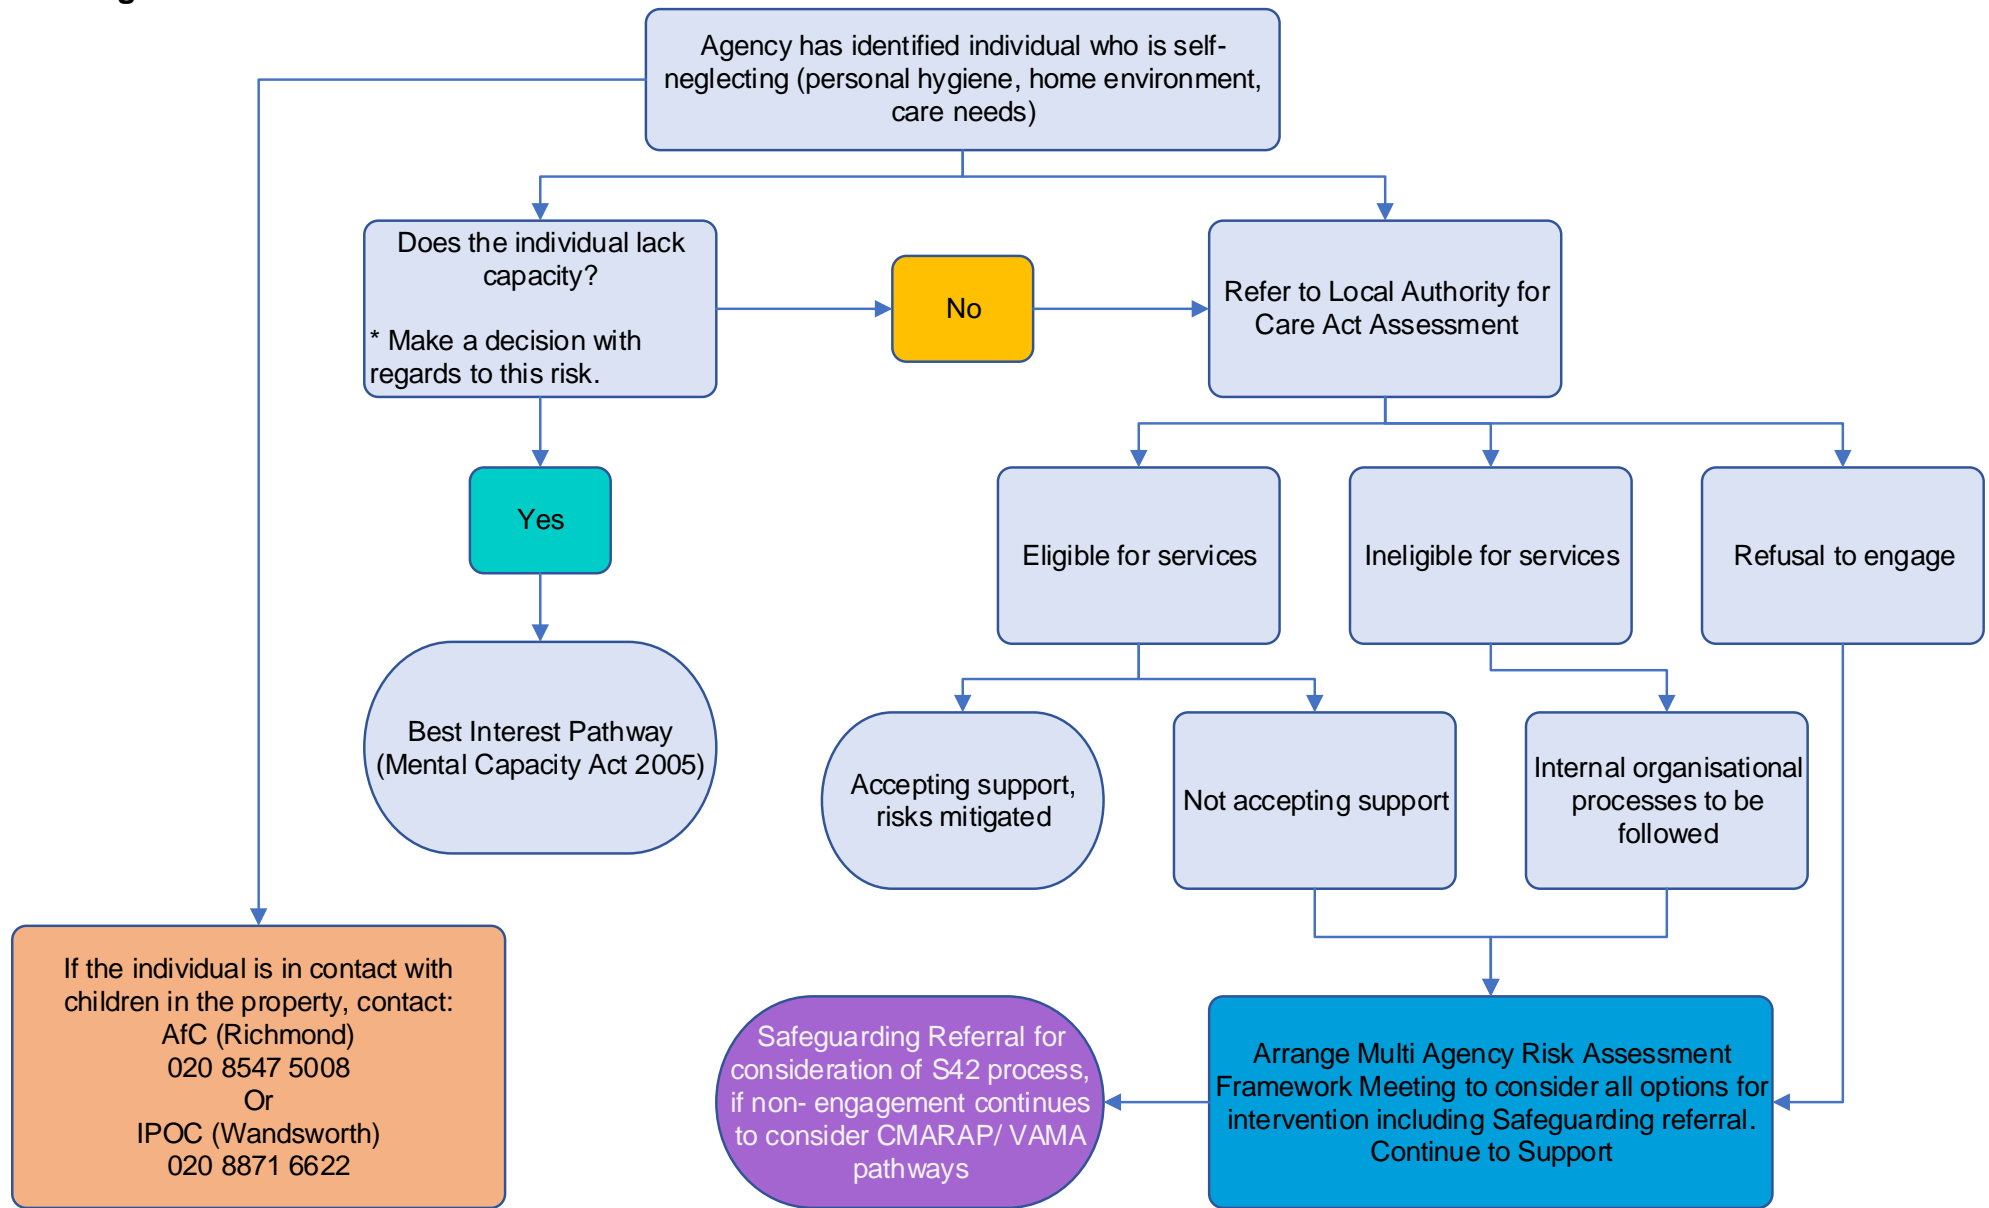 Agency has identified individual who is self-
neglecting (personal hygiene, home environment,
care needs)
Does the individual lack
capacity?
* Make a decision with
regards to this risk.
No
Refer to Local Authority for
Care Act Assessment
Yes
Eligible for services
Ineligible for services
Refusal to engage
Best Interest Pathway
(Mental Capacity Act 2005)
Accepting support,
risks mitigated
Not accepting support
Internal organisational
processes to be
followed
If the individual is in contact with
children in the property, contact:
AfC (Richmond)
020 8547 5008
Or
IPOC (Wandsworth)
020 8871 6622
Safeguarding Referral for
consideration of S42 process,
if non- engagement continues
to consider CMARAP/ VAMA
pathways
Arrange Multi Agency Risk Assessment
Framework Meeting to consider all options for
intervention including Safeguarding referral.
Continue to Support